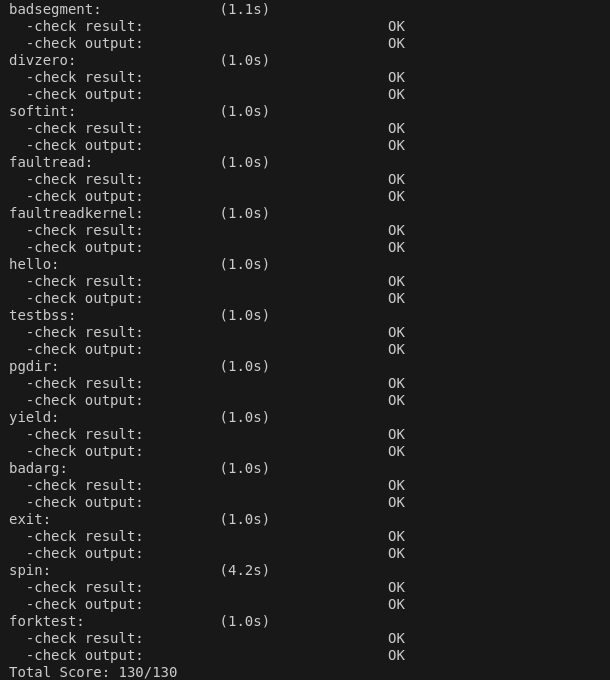 badsegment: (1.1s)
-check result: OK
-check output: OK
divzero: (1.0s)
-check result: OK
-check output: OK
softint: (1.0s)
-check result: OK
-check output: OK
faultread: (1.0s)
-check result: OK
-check output: OK
faultreadkernel: (1.0s)
-check result: OK
-check output: OK
hello: (1.0s)
-check result: OK
-check output: OK
testbss: (1.0s)
-check result: OK
-check output: OK
pgdir: (1.0s)
-check result: OK
-check output: OK
yield: (1.0s)
-check result: OK
-check output: OK
badarg: (1.0s)
-check result: OK
-check output: OK
exit: (1.0s)
-check result: OK
-check output: OK
spin: (4.2s)
-check result: OK
-check output: OK
forktest: (1.0s)
-check result: OK
-check output: OK
Total Score: 130/130